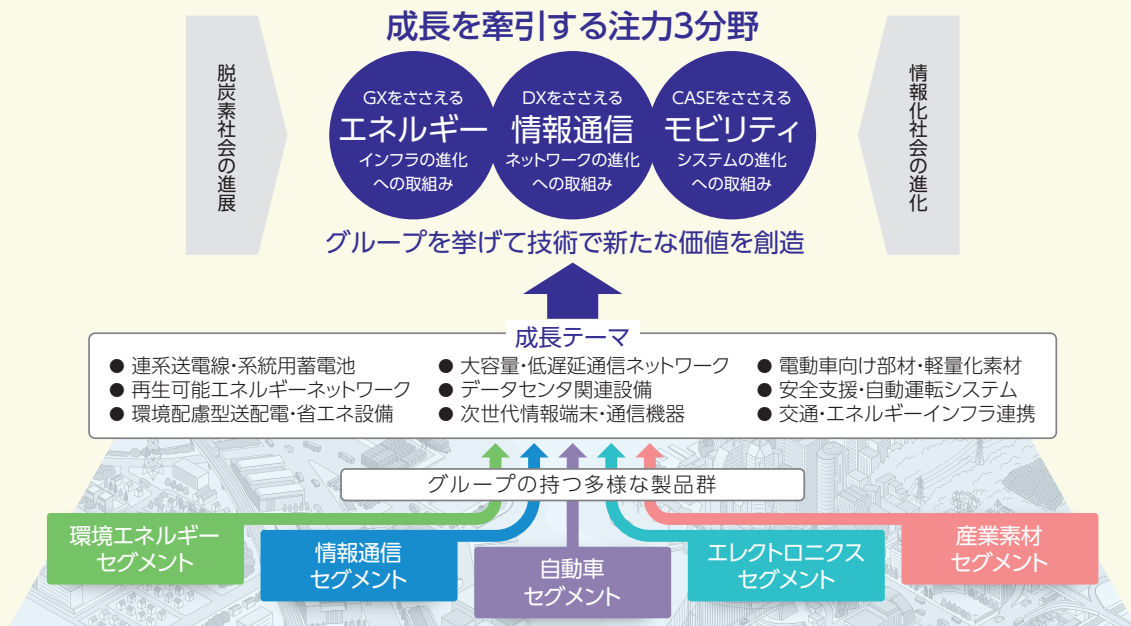 成長を牽引する注力3分野
脱炭素社会の進展
GXをささえる
エネルギー
インフラの進化
への取組み
DXをささえる
情報通信
ネットワークの進化
への取組み
CASEをささえる
モビリティ
システムの進化
への取組み
情報化社会の進化
グループを挙げて技術で新たな価値を創造
成長テーマ
● 連系送電線・系統用蓄電池
● 再生可能エネルギーネットワーク
● 環境配慮型送配電・省エネ設備
● 大容量・低遅延通信ネットワーク
● データセンタ関連設備
● 次世代情報端末・通信機器
● 電動車向け部材・軽量化素材
● 安全支援・自動運転システム
● 交通・エネルギーインフラ連携
グループの持つ多様な製品群
環境エネルギー
セグメント
情報通信
セグメント
自動車
セグメント
エレクトロニクス
セグメント
産業素材
セグメント